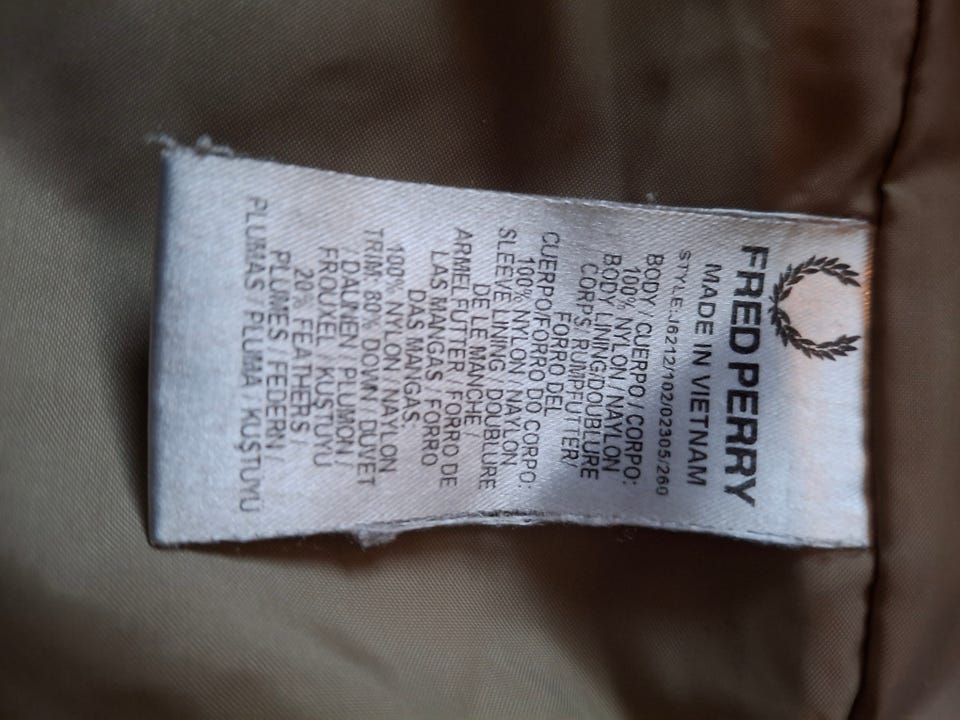 FRED PERRY
MADE IN VIETNAM
STYLE:J6212/102/02305/260
BODY / CUERPO / CORPO:
100% NYLON / NAYLON
BODY LINING/DOUBLURE
CORPS, RUMPFUTTER/
FORRO DEL
CUERPO/FORRO DO CORPO:
100% NYLON / NAYLON
SLEEVE LINING / DOUBLURE
DE LE MANCHE /
ARMELFUTTER / FORRO DE
LAS MANGAS / FORRO
DAS MANGAS:
100% NYLON / NAYLON
TRIM: 80% DOWN / DUVET
/ DAUNEN / PLUMON /
FROUXEL / KUŞTUYU
20% FEATHERS /
PLUMES / FEDERN /
PLUMAS / PLUMA / KUŞTUYU